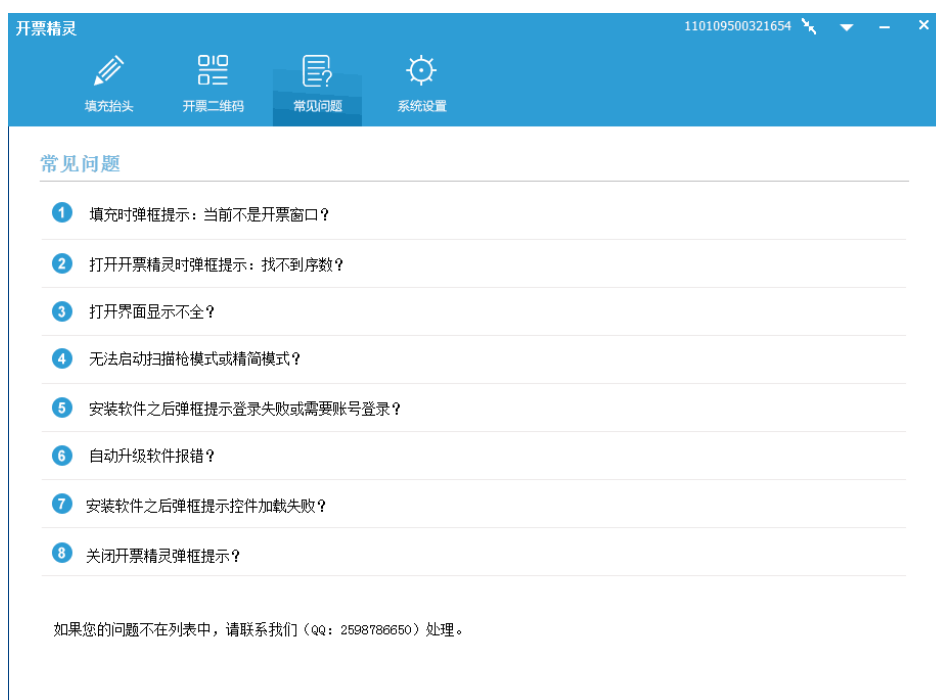 开票精灵
110109500321654
填充抬头
开票二维码
常见问题
系统设置
常见问题
1 填充时弹框提示：当前不是开票窗口？
2 打开开票精灵时弹框提示：找不到序数？
3 打开界面显示不全？
4 无法启动扫描枪模式或精简模式？
5 安装软件之后弹框提示登录失败或需要账号登录？
6 自动升级软件报错？
7 安装软件之后弹框提示控件加载失败？
8 关闭开票精灵弹框提示？
如果您的问题不在列表中，请联系我们（QQ：2598786650）处理。